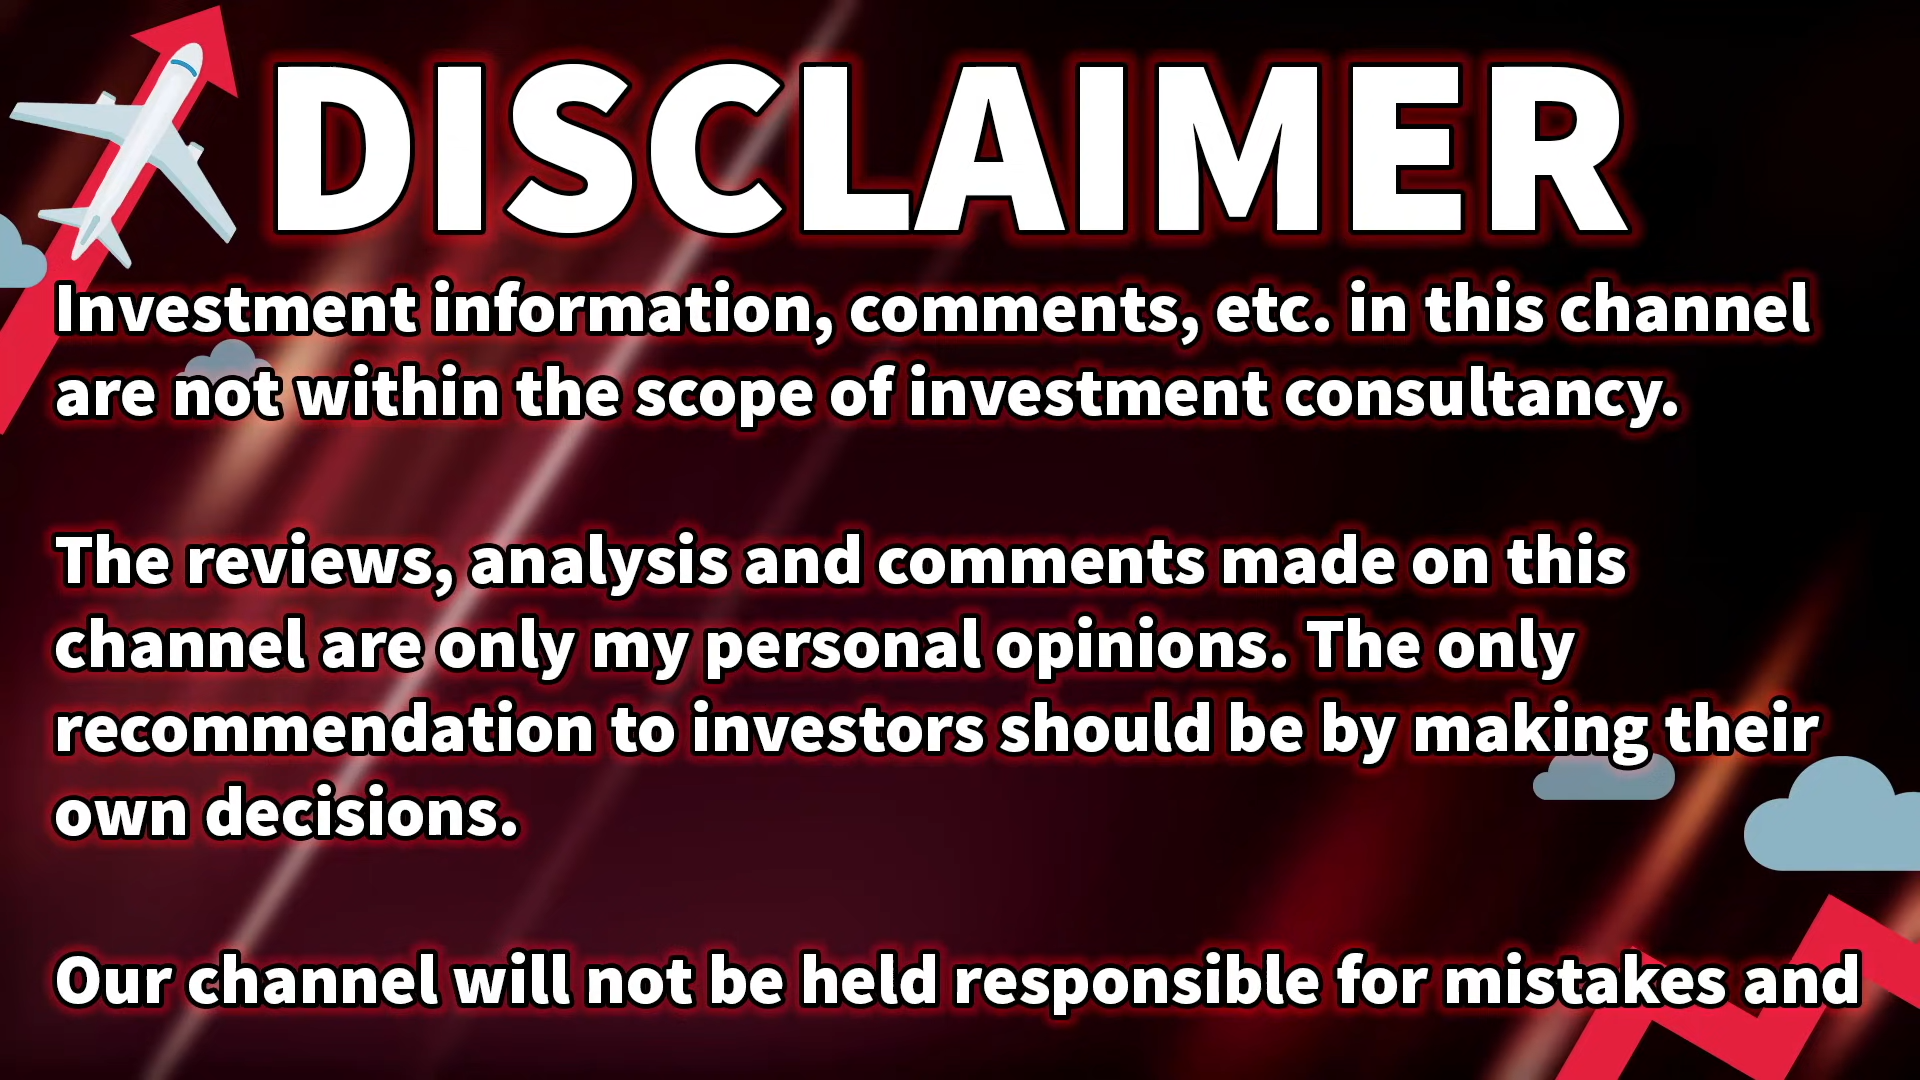 DISCLAIMER
Investment information, comments, etc. in this channel
are not within the scope of investment consultancy.
The reviews, analysis and comments made on this
channel are only my personal opinions. The only
recommendation to investors should be by making their
own decisions.
Our channel will not be held responsible for mistakes and